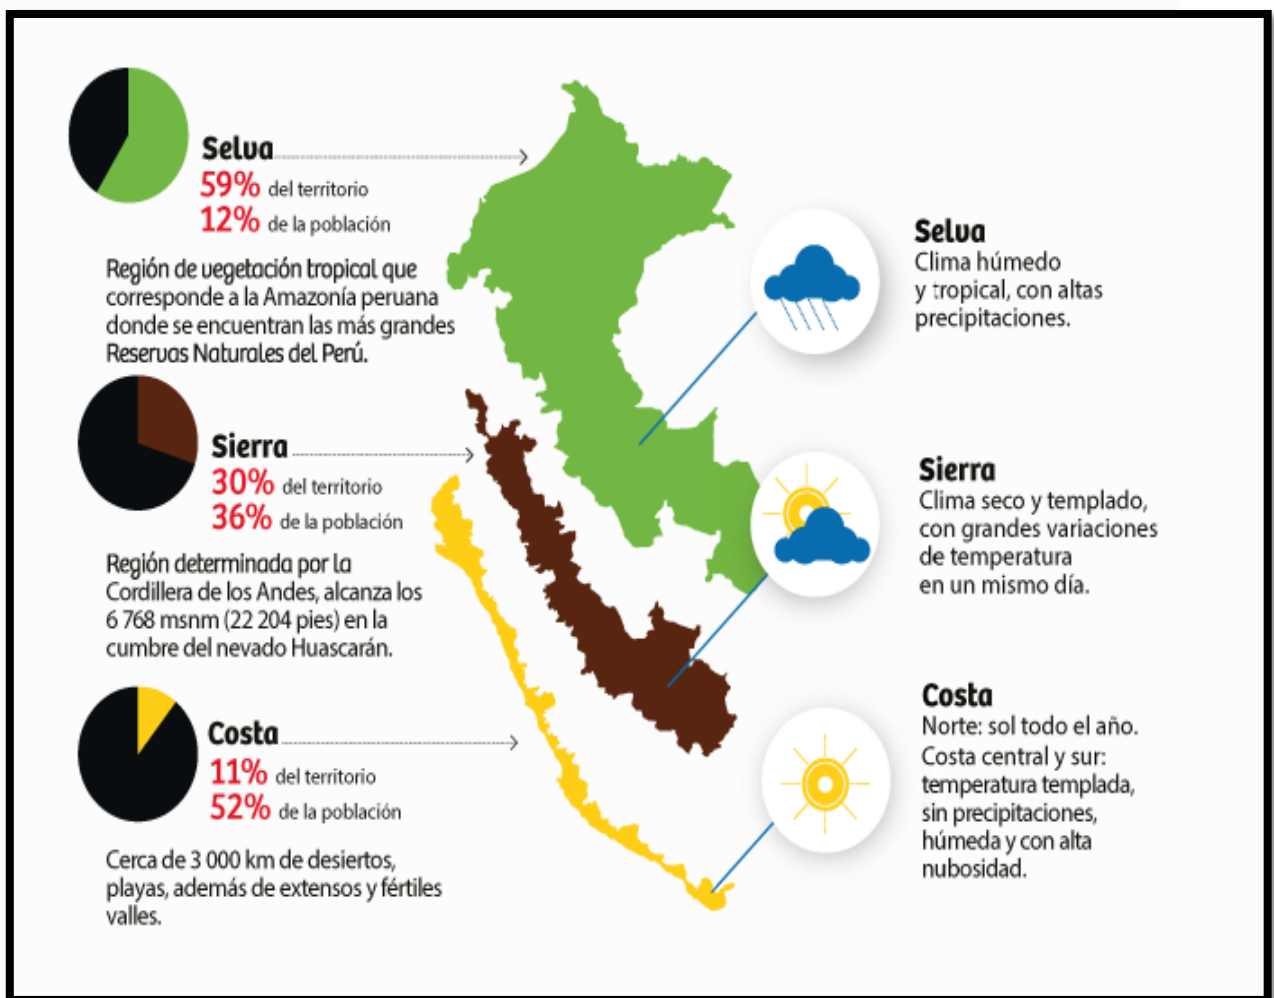 Selva
59% del territorio
12% de la población
Región de vegetación tropical que
corresponde a la Amazonía peruana
donde se encuentran las más grandes
Reservas Naturales del Perú.
Sierra
30% del territorio
36% de la población
Región determinada por la
Cordillera de los Andes, alcanza los
6 768 msnm (22 204 pies) en la
cumbre del nevado Huascarán.
Costa
11% del territorio
52% de la población
Cerca de 3 000 km de desiertos,
playas, además de extensos y fértiles
valles.
Selva
Clima húmedo
y tropical, con altas
precipitaciones.
Sierra
Clima seco y templado,
con grandes variaciones
de temperatura
en un mismo día.
Costa
Norte: sol todo el año.
Costa central y sur:
temperatura templada,
sin precipitaciones,
húmeda y con alta
nubosidad.